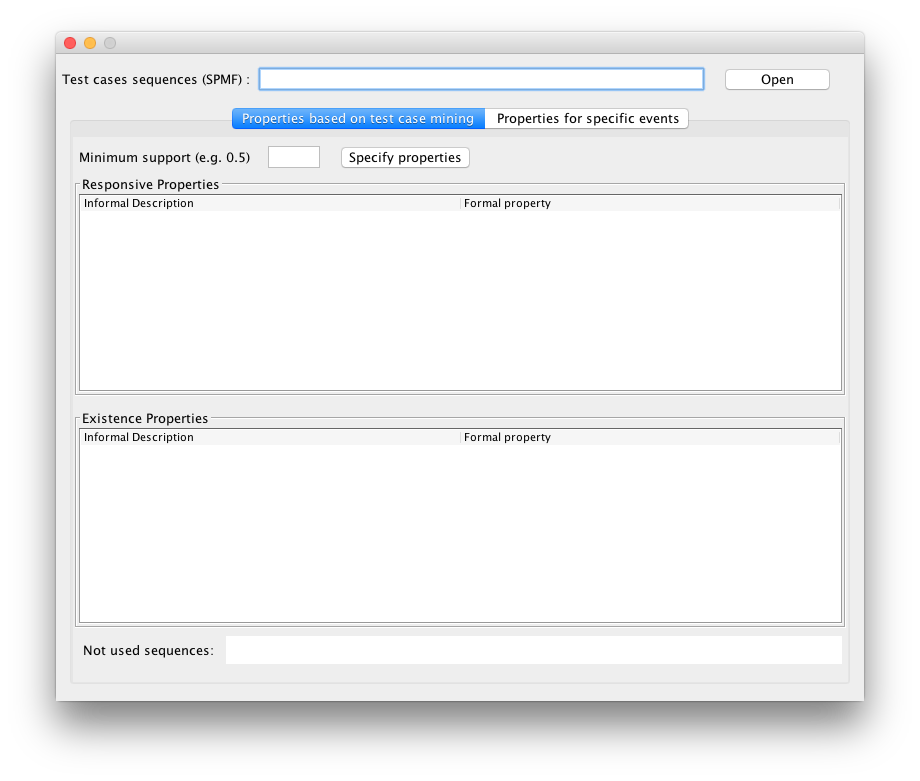 Test cases sequences (SPMF) : Open
Properties based on test case mining Properties for specific events
Minimum support (e.g. 0.5) Specify properties
Responsive Properties
Informal Description Formal property
Existence Properties
Informal Description Formal property
Not used sequences: